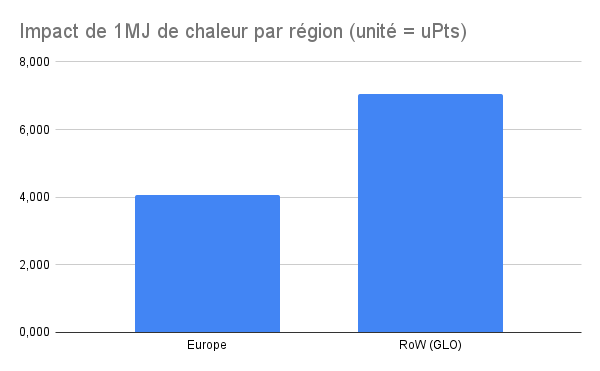 Impact de 1MJ de chaleur par région (unité = uPts)
8,000
6,000
4,000
2,000
0,000
Europe
RoW (GLO)